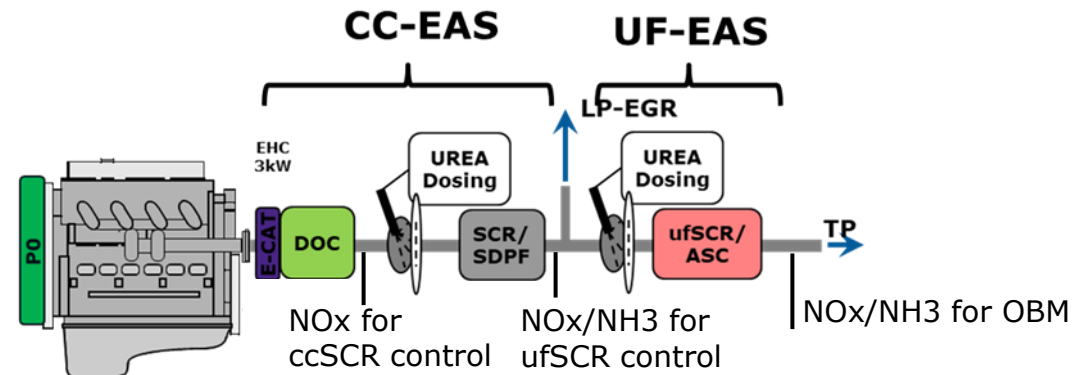 CC-EAS
UF-EAS
LP-EGR
EHC
3kW
UREA
Dosing
UREA
Dosing
P0
E-CAT
DOC
SCR/
SDPF
ufSCR/
ASC
TP
NOx for
ccSCR control
NOx/NH3 for
ufSCR control
NOx/NH3 for OBM